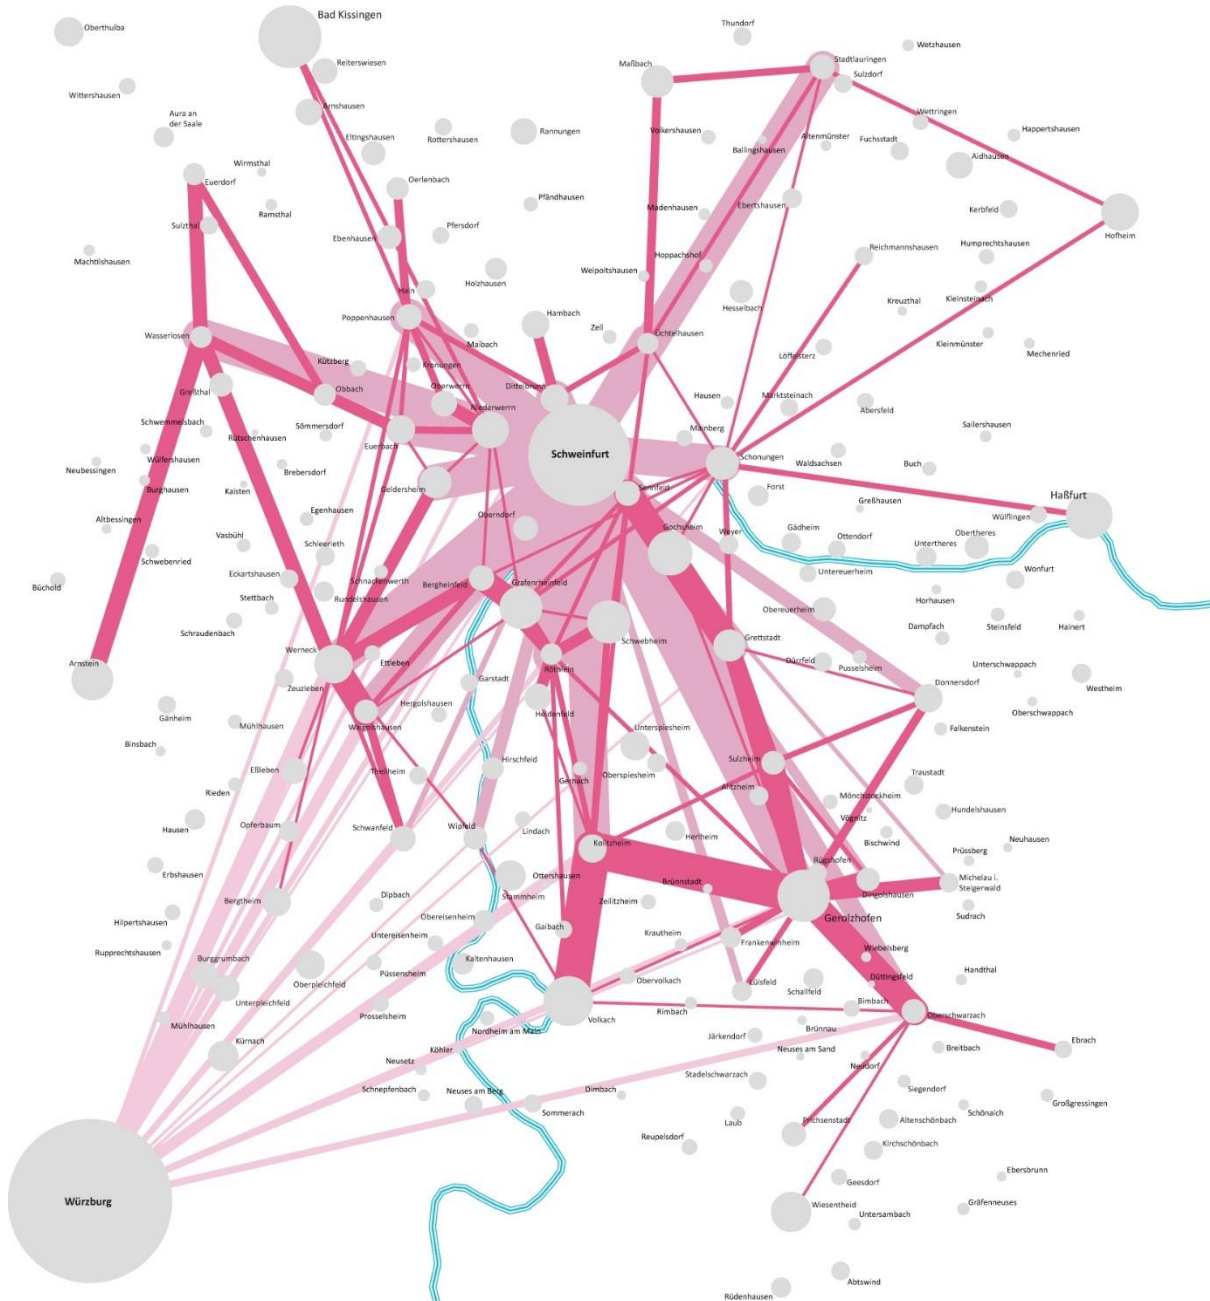 Oberthulba
Bad Kissingen
Thundorf
Wetzhausen
Reiterswiesen
Maßbach
Stadtlauringen
Sulzdorf
Wittershausen
Arnshausen
Aura an
der Saale
Eltingshausen
Rottershausen
Rannungen
Volkershausen
Ballingshausen
Altenmünster
Wettringen
Fuchsstadt
Happertshausen
Aidhausen
Wirmsthal
Euerdorf
Oerlenbach
Pfändhausen
Madenhausen
Ebertshausen
Kerbfeld
Ramsthal
Sulzthal
Ebenhausen
Pfersdorf
Hofheim
Machtilshausen
Holzhausen
Weipoltshausen
Hoppachshof
Reichmannshausen
Humprechtshausen
Hain
Hesselbach
Kreuzthal
Kleinsteinach
Poppenhausen
Hambach
Zell
Üchtelhausen
Wasserlosen
Maibach
Löffelsterz
Kleinmünster
Mechenried
Kützberg
Kronungen
Greßthal
Obbach
Oberwerrn
Dittelbrunn
Hausen
Marktsteinach
Abersfeld
Schwemmelsbach
Rütschenhausen
Sömmersdorf
Niederwerrn
Mainberg
Sailershausen
Wülfershausen
Euerbach
Schweinfurt
Schonungen
Waldsachsen
Buch
Neubessingen
Brebersdorf
Burghausen
Kaisten
Geldersheim
Sennfeld
Forst
Greßhausen
Haßfurt
Altbessingen
Egenhausen
Oberndorf
Gochsheim
Wülflingen
Vasbühl
Schleerieth
Weyer
Gädheim
Ottendorf
Untertheres
Obertheres
Schwebenried
Büchold
Eckartshausen
Schnackenwerth
Bergheinfeld
Grafenrheinfeld
Untereuerheim
Wonfurt
Stettbach
Rundelshausen
Horhausen
Obereuerheim
Schraudenbach
Schwebheim
Grettstadt
Dampfach
Steinsfeld
Hainert
Werneck
Ettleben
Arnstein
Röthlein
Dürrfeld
Pusselsheim
Unterschwappach
Zeuzleben
Garstadt
Donnersdorf
Westheim
Gänheim
Mühlhausen
Waigolshausen
Hergolshausen
Heidenfeld
Oberschwappach
Binsbach
Unterspiesheim
Falkenstein
Eßleben
Theilheim
Hirschfeld
Gernach
Oberspiesheim
Sulzheim
Alitzheim
Traustadt
Rieden
Mönchstockheim
Hundelshausen
Hausen
Opferbaum
Schwanfeld
Wipfeld
Lindach
Herlheim
Vögnitz
Bischwind
Neuhausen
Kolitzheim
Prüssberg
Erbshausen
Ottershausen
Rügshofen
Stammheim
Brünnstadt
Dingolshausen
Michelau i.
Steigerwald
Bergtheim
Dipbach
Zeilitzheim
Hilpertshausen
Obereisenheim
Gerolzhofen
Sudrach
Gaibach
Krautheim
Rupprechtshausen
Untereisenheim
Frankenwinheim
Wiebelsberg
Burggrumbach
Püssensheim
Kaltenhausen
Obervolkach
Düttingsfeld
Handthal
Oberpleichfeld
Lülsfeld
Schallfeld
Unterpleichfeld
Prosselsheim
Volkach
Rimbach
Bimbach
Oberschwarzach
Mühlhausen
Nordheim am Main
Brünnau
Kürnach
Köhler
Järkendorf
Neuses am Sand
Neudorf
Breitbach
Ebrach
Neusetz
Stadelschwarzach
Schnepfenbach
Neuses am Berg
Dimbach
Siegendorf
Großgressingen
Sommerach
Laub
Prichsenstadt
Altenschönbach
Schönaich
Reupelsdorf
Kirchschönbach
Würzburg
Geesdorf
Ebersbrunn
Wiesentheid
Untersambach
Gräfenneuses
Abtswind
Rüdenhausen